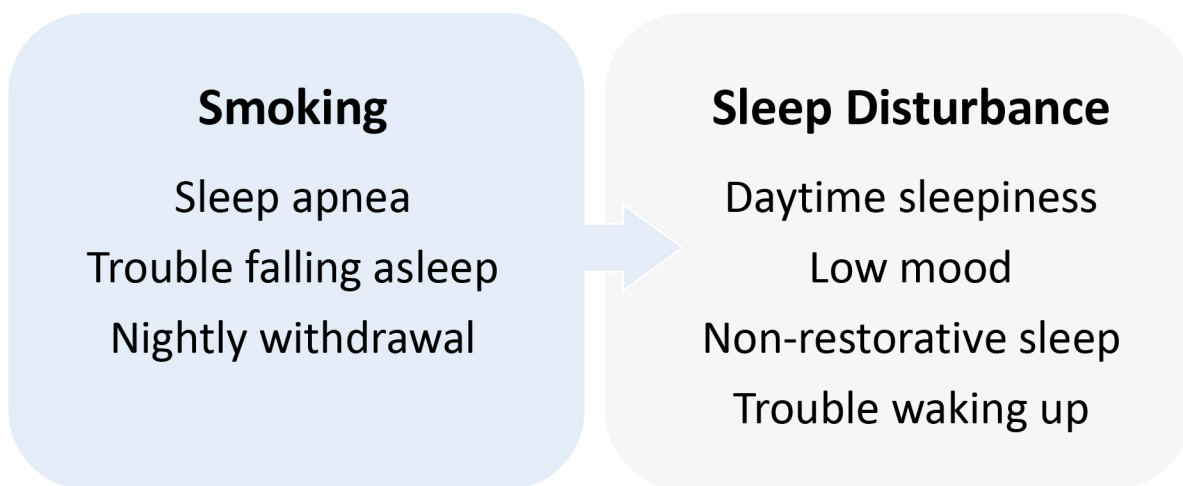 Smoking
Sleep apnea
Trouble falling asleep
Nightly withdrawal
Sleep Disturbance
Daytime sleepiness
Low mood
Non-restorative sleep
Trouble waking up